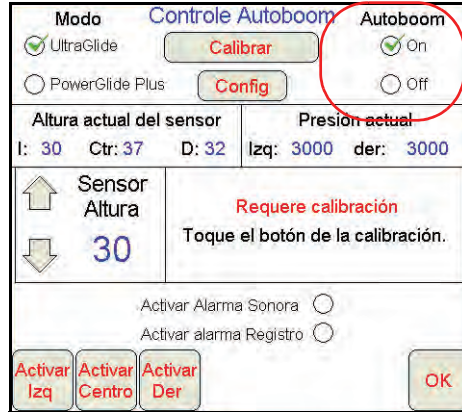 Modo Controle Autoboom Autoboom
UltraGlide Calibrar On
PowerGlide Plus Config Off
Altura actual del sensor Presión actual
I: 30 Ctr: 37 D: 32 Izq: 3000 der: 3000
Sensor
Altura
30
Requere calibración
Toque el botón de la calibración.
Activar Alarma Sonora
Activar alarma Registro
Activar Izq
Activar Centro
Activar Der
OK